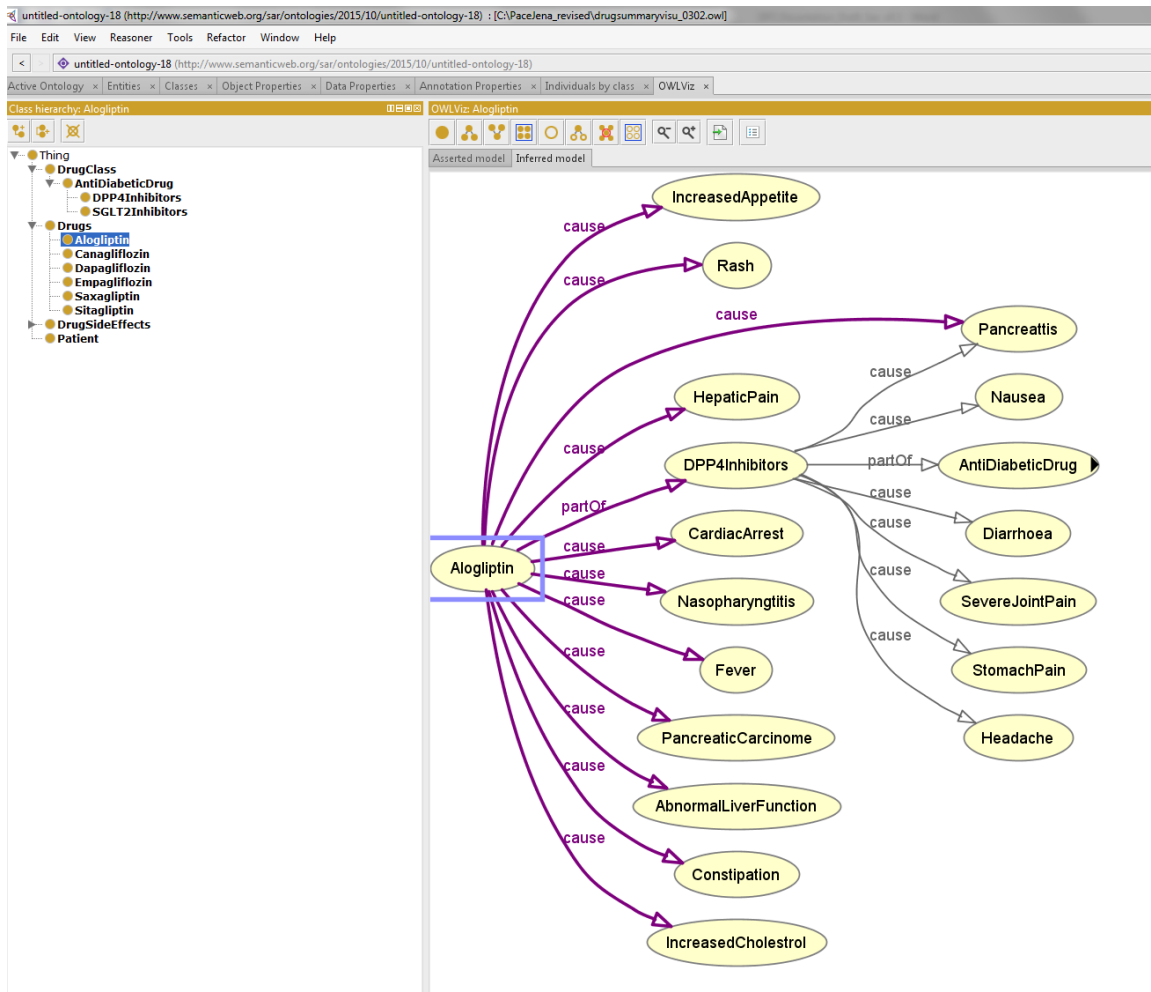 untitled-ontology-18 (http://www.semanticweb.org/sar/ontologies/2015/10/untitled-ontology-18) : [C:\PaceJena_revised\drugsummaryvisu_0302.owl]
File Edit View Reasoner Tools Refactor Window Help
< > untitled-ontology-18 (http://www.semanticweb.org/sar/ontologies/2015/10/untitled-ontology-18)
Active Ontology × Entities × Classes × Object Properties × Data Properties × Annotation Properties × Individuals by class × OWLViz ×
Class hierarchy: Alogliptin
Thing
DrugClass
AntiDiabeticDrug
DPP4Inhibitors
SGLT2Inhibitors
Drugs
Alogliptin
Canagliflozin
Dapagliflozin
Empagliflozin
Saxagliptin
Sitagliptin
DrugSideEffects
Patient
OWLViz: Alogliptin
Asserted model Inferred model
IncreasedAppetite
cause
Rash
cause
cause
Pancreattis
cause
HepaticPain
Nausea
cause
cause
DPP4Inhibitors
partOf
AntiDiabeticDrug
partOf
cause
CardiacArrest
cause
Diarrhoea
cause
Alogliptin
cause
cause
Nasopharyngtitis
SevereJointPain
cause
cause
Fever
cause
StomachPain
cause
PancreaticCarcinome
Headache
cause
AbnormalLiverFunction
cause
Constipation
cause
IncreasedCholestrol